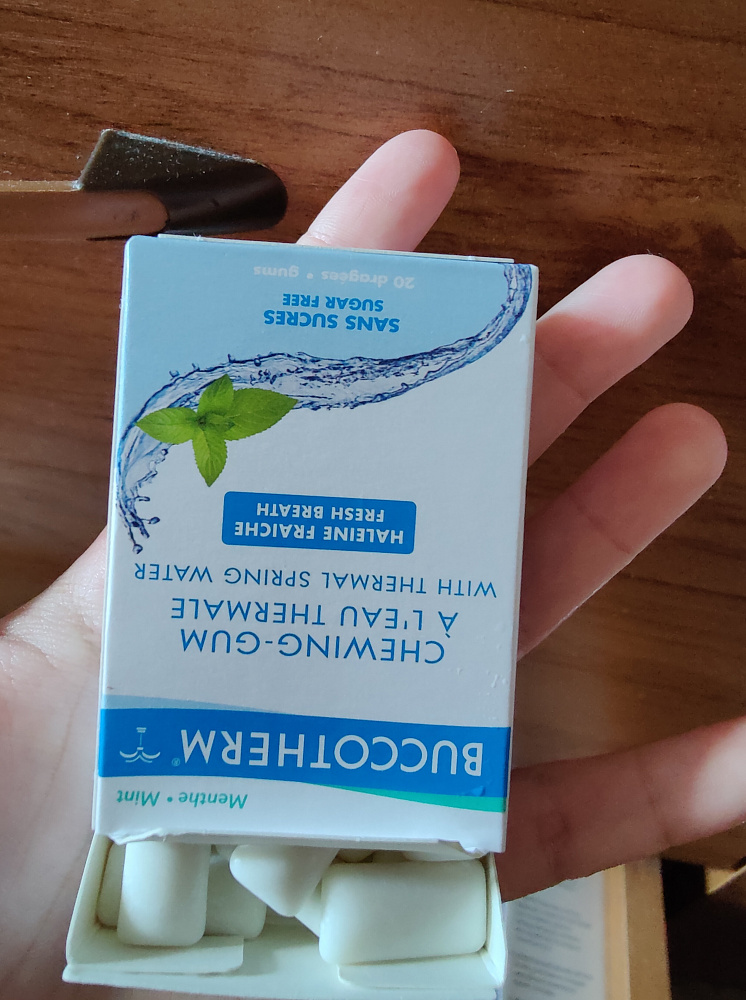 Menthe • Mint
BUCCOTHERM®
CHEWING-GUM
À L'EAU THERMALE
WITH THERMAL SPRING WATER
HALEINE FRAICHE
FRESH BREATH
SANS SUCRES
SUGAR FREE
20 dragées • gums